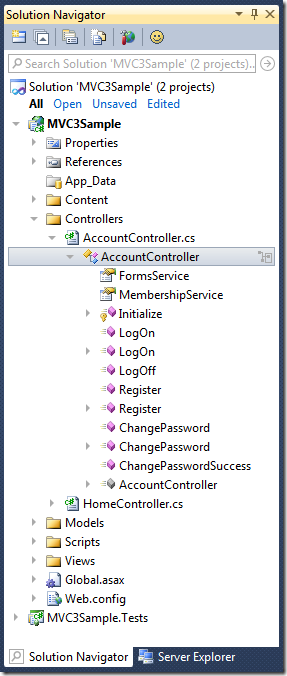 Solution Navigator
Search Solution 'MVC3Sample' (2 projects)...
Solution 'MVC3Sample' (2 projects)
All Open Unsaved Edited
MVC3Sample
Properties
References
App_Data
Content
Controllers
AccountController.cs
AccountController
FormsService
MembershipService
Initialize
LogOn
LogOn
LogOff
Register
Register
ChangePassword
ChangePassword
ChangePasswordSuccess
AccountController
HomeController.cs
Models
Scripts
Views
Global.asax
Web.config
MVC3Sample.Tests
Solution Navigator Server Explorer